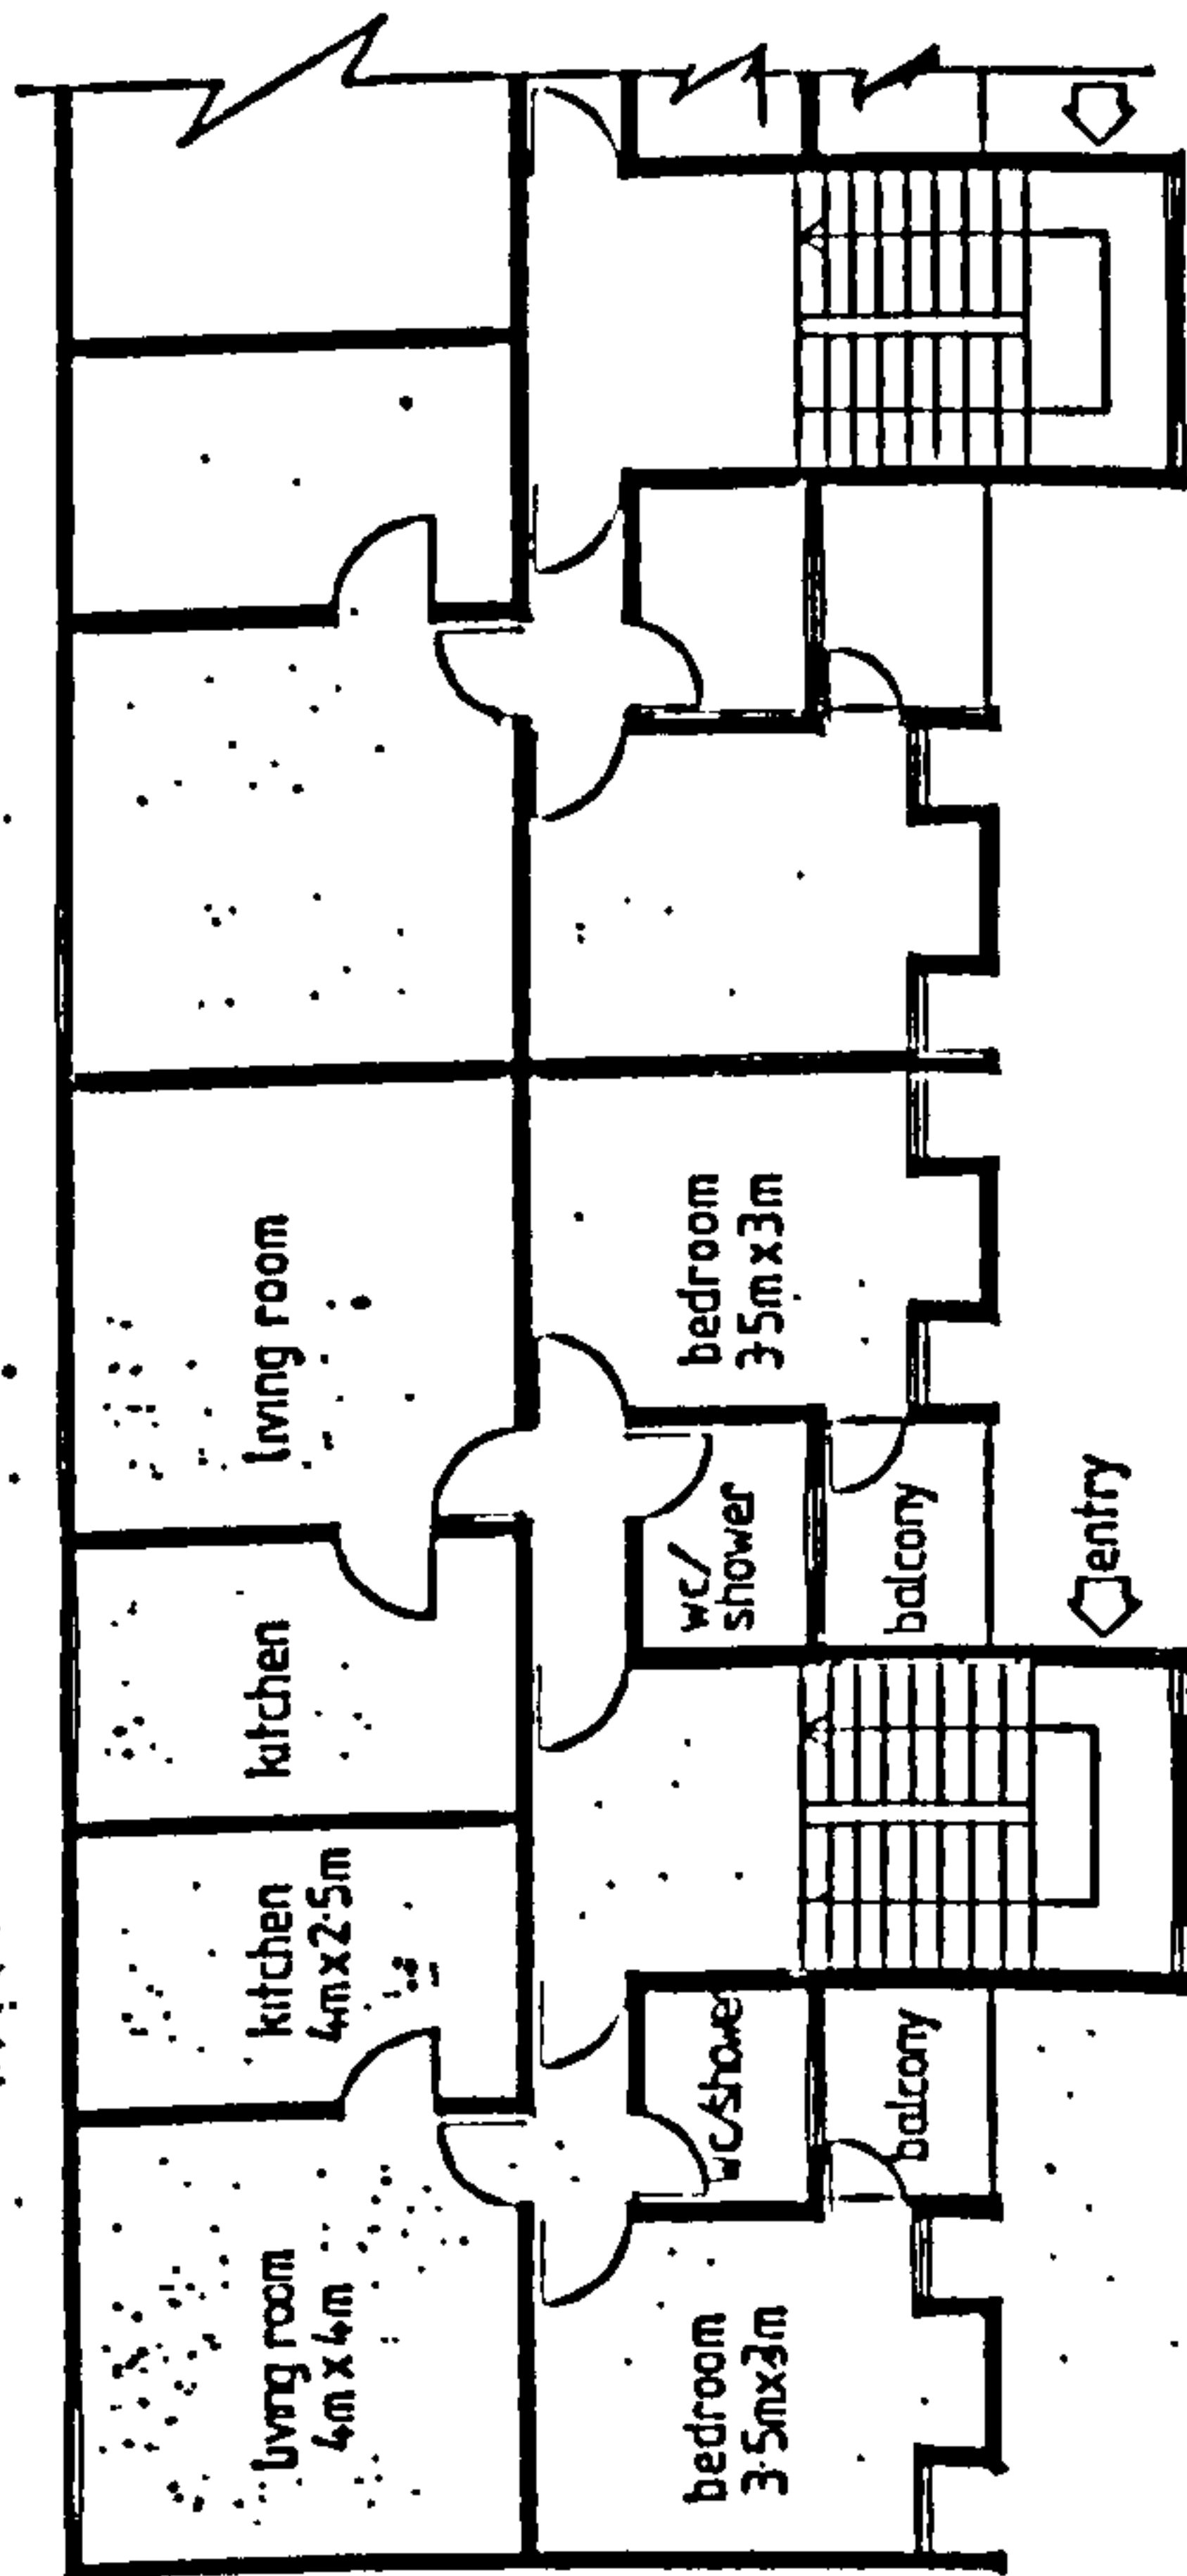 living room
4m x 4m
kitchen
4m x 2·5m
kitchen
living room
bedroom
3·5m x 3m
wc/shower
balcony
wc/
shower
balcony
bedroom
3·5m x 3m
entry